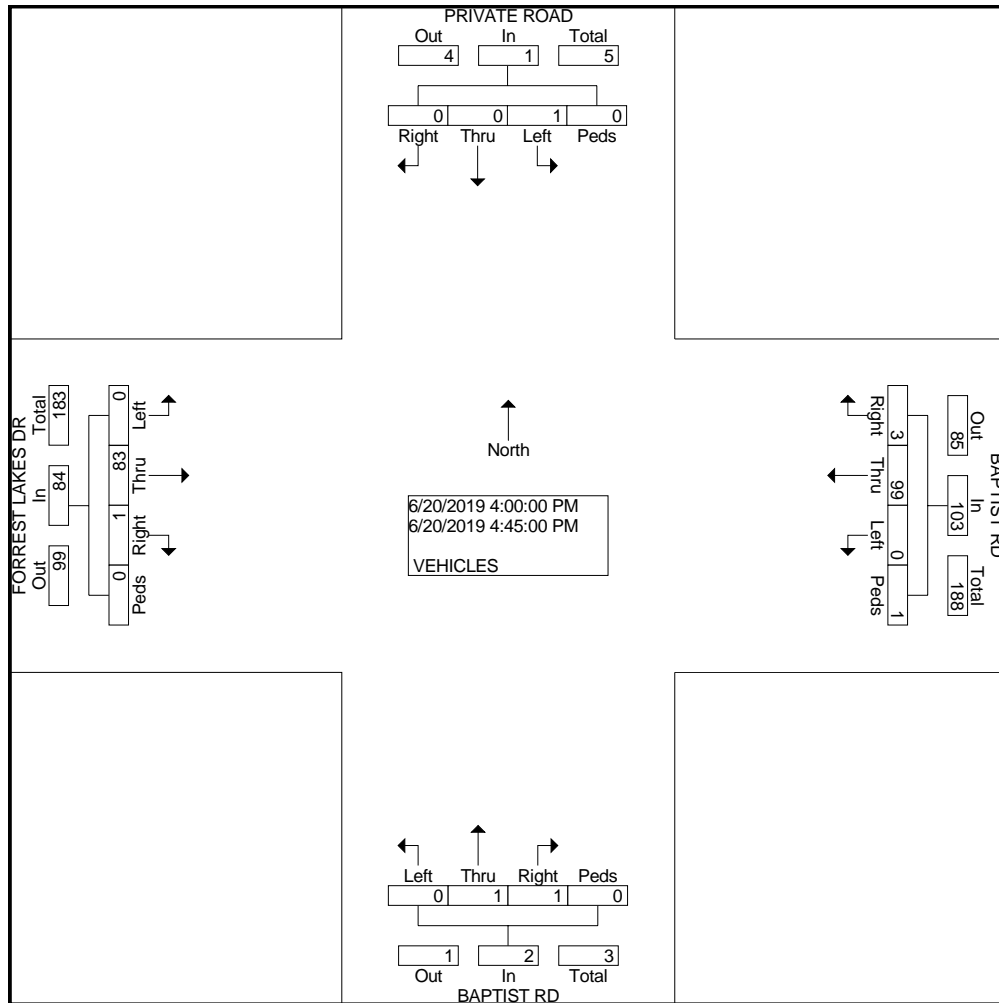 PRIVATE ROAD
Out In Total
4 1 5
0 0 1 0
Right Thru Left Peds
FORREST LAKES DR
Total In Out
183 84 99
0 83 1 0
Left Thru Right Peds
North
6/20/2019 4:00:00 PM
6/20/2019 4:45:00 PM
VEHICLES
Right Thru Left Peds
3 99 0 1
Out In Total
85 103 188
BAPTIST RD
Left Thru Right Peds
0 1 1 0
1 2 3
Out In Total
BAPTIST RD